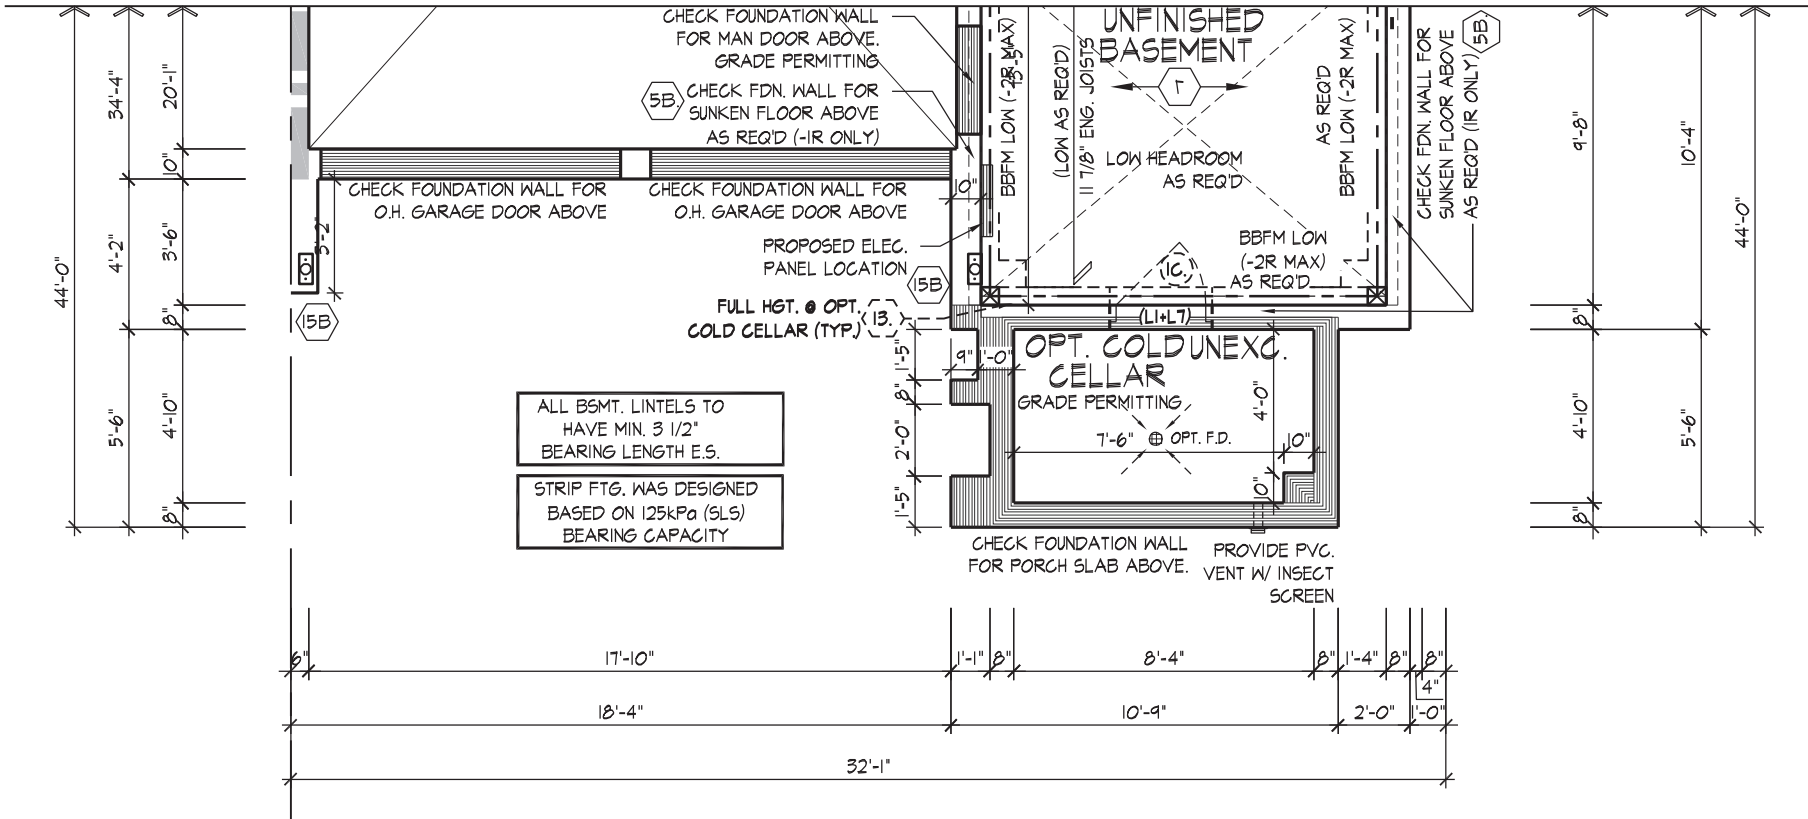 CHECK FOUNDATION WALL
FOR MAN DOOR ABOVE.
GRADE PERMITTING
5B.
CHECK FDN. WALL FOR
SUNKEN FLOOR ABOVE
AS REQ'D (-1R ONLY)
CHECK FOUNDATION WALL FOR
O.H. GARAGE DOOR ABOVE
CHECK FOUNDATION WALL FOR
O.H. GARAGE DOOR ABOVE
PROPOSED ELEC.
PANEL LOCATION
15B
15B
FULL HGT. @ OPT.
COLD CELLAR (TYP.)
13.
UNFINISHED
BASEMENT
1
LOW HEADROOM
AS REQ'D
BBFM LOW (-2R MAX)
13'-5"
(LOW AS REQ'D)
11 7/8" ENG. JOISTS
AS REQ'D
BBFM LOW (-2R MAX)
CHECK FDN. WALL FOR
SUNKEN FLOOR ABOVE
AS REQ'D (1R ONLY)
5B.
BBFM LOW
(-2R MAX)
AS REQ'D
1C.
(L1+L7)
OPT. COLD
CELLAR
UNEXC.
GRADE PERMITTING
7'-6"
OPT. F.D.
4'-0"
10"
10"
10"
9"
1'-0"
1'-5"
8"
2'-0"
1'-5"
ALL BSMT. LINTELS TO
HAVE MIN. 3 1/2"
BEARING LENGTH E.S.
STRIP FTG. WAS DESIGNED
BASED ON 125kPa (SLS)
BEARING CAPACITY
CHECK FOUNDATION WALL
FOR PORCH SLAB ABOVE.
PROVIDE PVC.
VENT W/ INSECT
SCREEN
44'-0"
34'-4"
4'-2"
5'-6"
20'-1"
10"
3'-6"
8"
4'-10"
8"
9'-8"
8"
4'-10"
8"
10'-4"
5'-6"
44'-0"
6"
17'-10"
1'-1"
8"
8'-4"
8"
1'-4"
8"
8"
4"
18'-4"
10'-9"
2'-0"
1'-0"
32'-1"